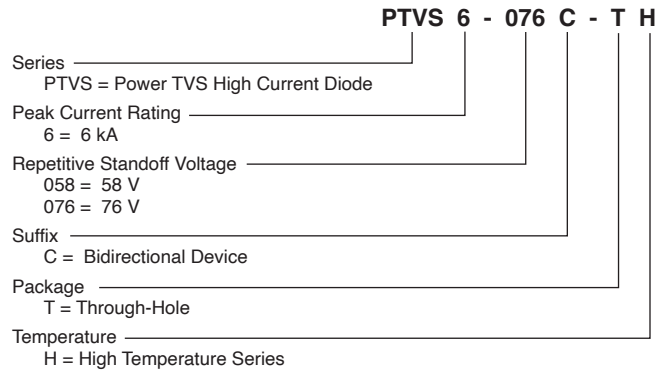 PTVS 6 - 076 C - T H
Series
PTVS = Power TVS High Current Diode
Peak Current Rating
6 = 6 kA
Repetitive Standoff Voltage
058 = 58 V
076 = 76 V
Suffix
C = Bidirectional Device
Package
T = Through-Hole
Temperature
H = High Temperature Series